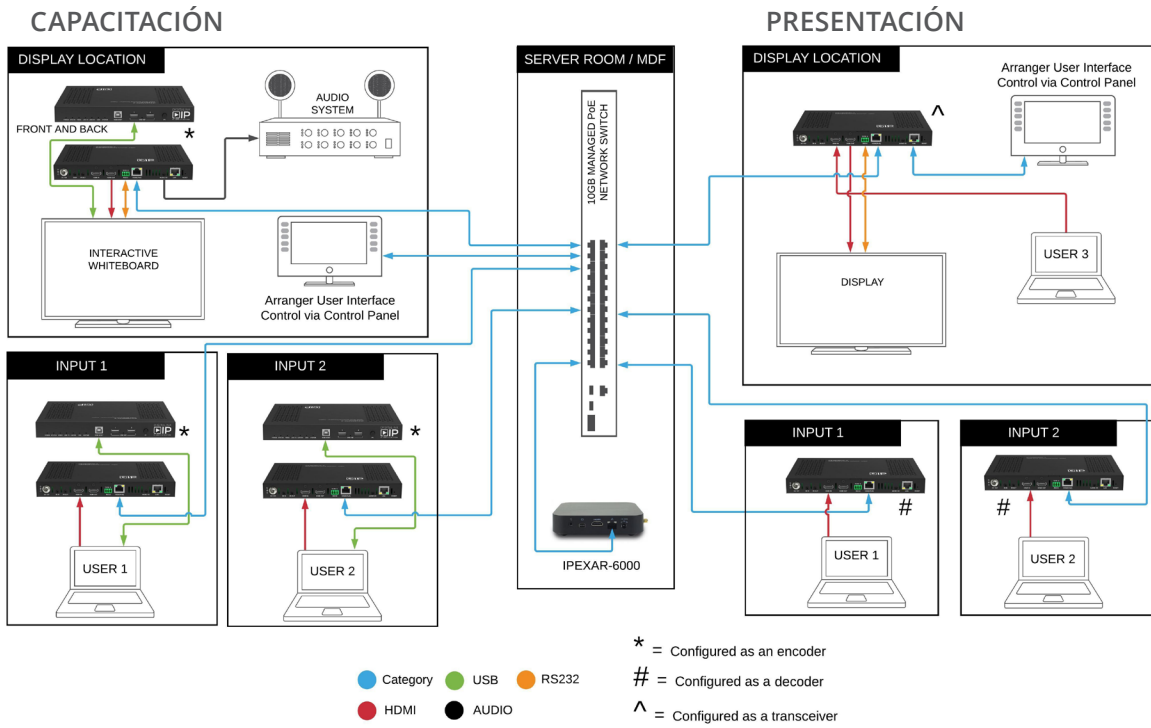 CAPACITACIÓN
PRESENTACIÓN
DISPLAY LOCATION
FRONT AND BACK
*
AUDIO
SYSTEM
INTERACTIVE
WHITEBOARD
Arranger User Interface
Control via Control Panel
SERVER ROOM / MDF
10GB MANAGED PoE
NETWORK SWITCH
IPEXAR-6000
DISPLAY LOCATION
Arranger User Interface
Control via Control Panel
^
USER 3
DISPLAY
INPUT 1
IP
*
USER 1
INPUT 2
IP
*
USER 2
INPUT 1
#
USER 1
INPUT 2
#
USER 2
Category
USB
RS232
HDMI
AUDIO
* = Configured as an encoder
# = Configured as a decoder
^ = Configured as a transceiver